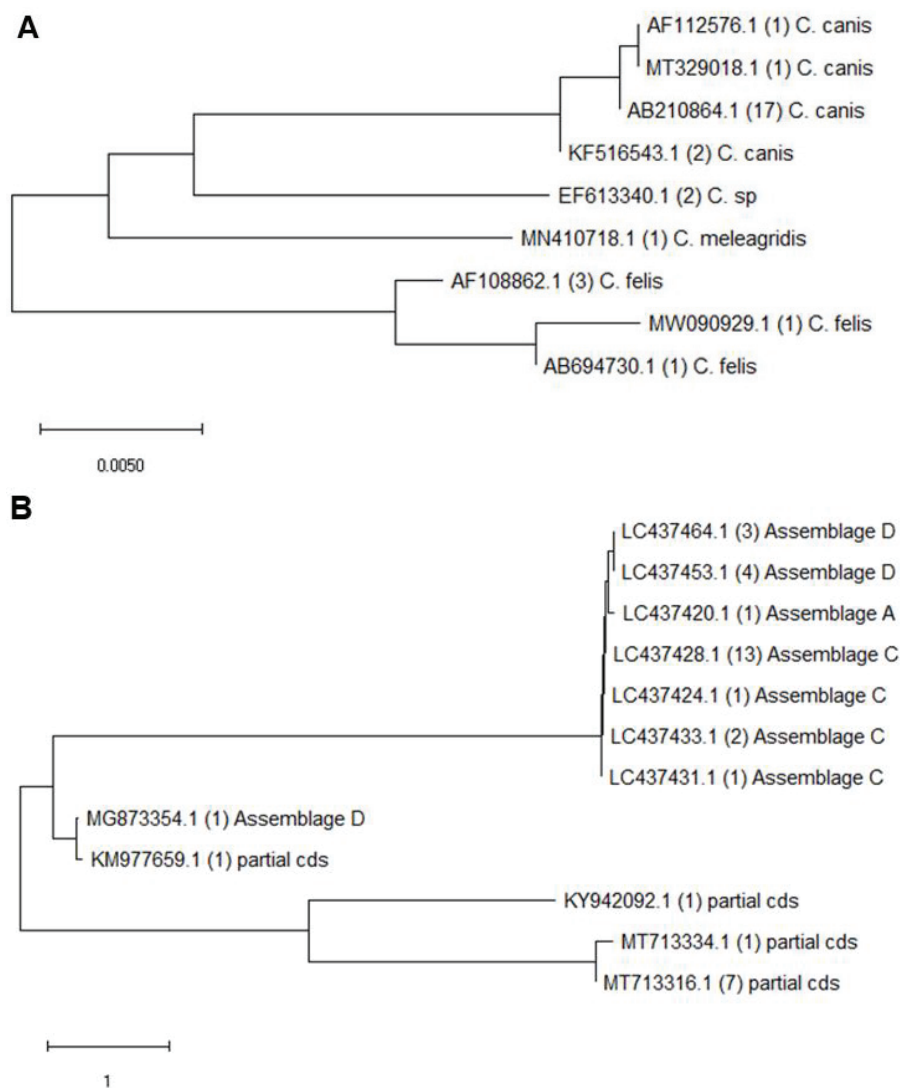 A
AF112576.1 (1) C. canis
MT329018.1 (1) C. canis
AB210864.1 (17) C. canis
KF516543.1 (2) C. canis
EF613340.1 (2) C. sp
MN410718.1 (1) C. meleagridis
AF108862.1 (3) C. felis
MW090929.1 (1) C. felis
AB694730.1 (1) C. felis
0.0050
B
LC437464.1 (3) Assemblage D
LC437453.1 (4) Assemblage D
LC437420.1 (1) Assemblage A
LC437428.1 (13) Assemblage C
LC437424.1 (1) Assemblage C
LC437433.1 (2) Assemblage C
LC437431.1 (1) Assemblage C
MG873354.1 (1) Assemblage D
KM977659.1 (1) partial cds
KY942092.1 (1) partial cds
MT713334.1 (1) partial cds
MT713316.1 (7) partial cds
1